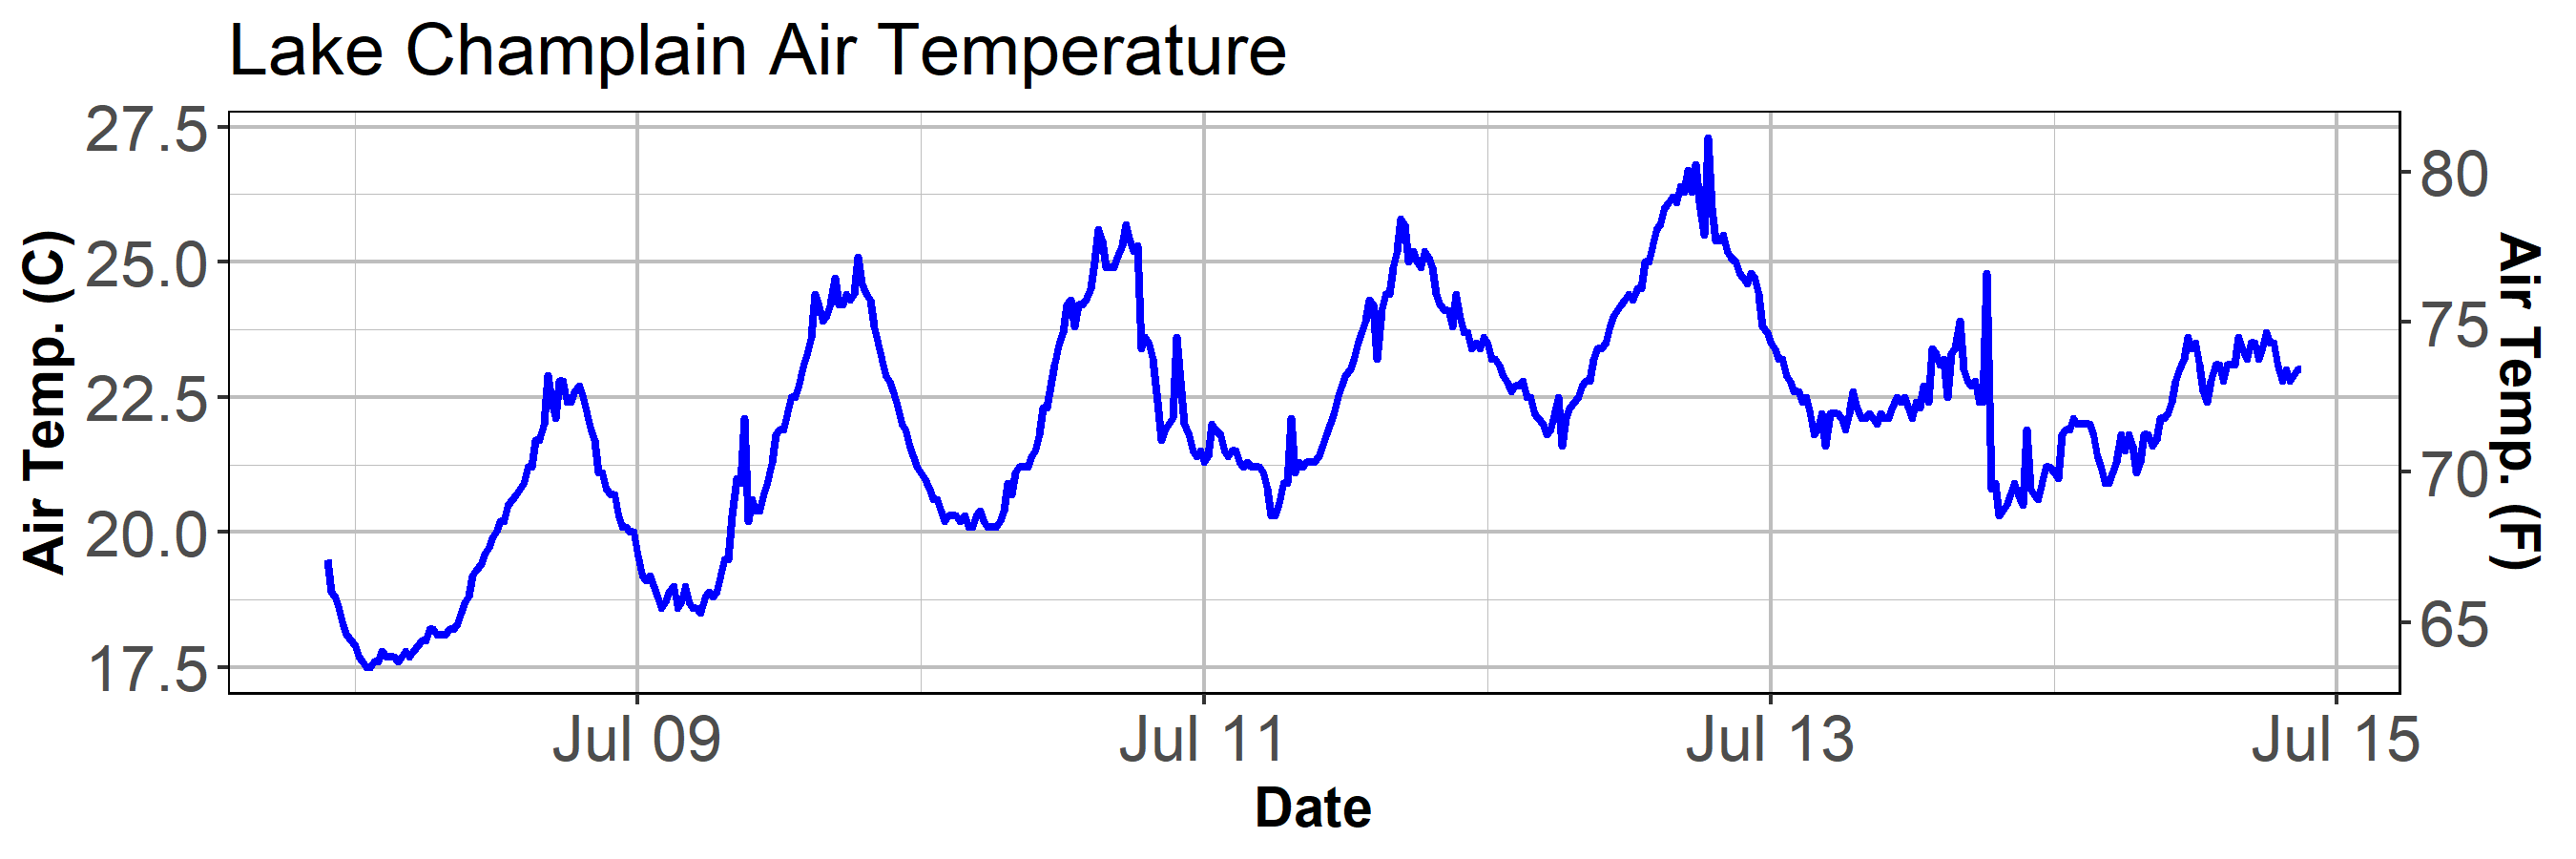 Lake Champlain Air Temperature
27.5
25.0
22.5
20.0
17.5
Air Temp. (C)
80
75
70
65
Air Temp. (F)
Jul 09
Jul 11
Jul 13
Jul 15
Date